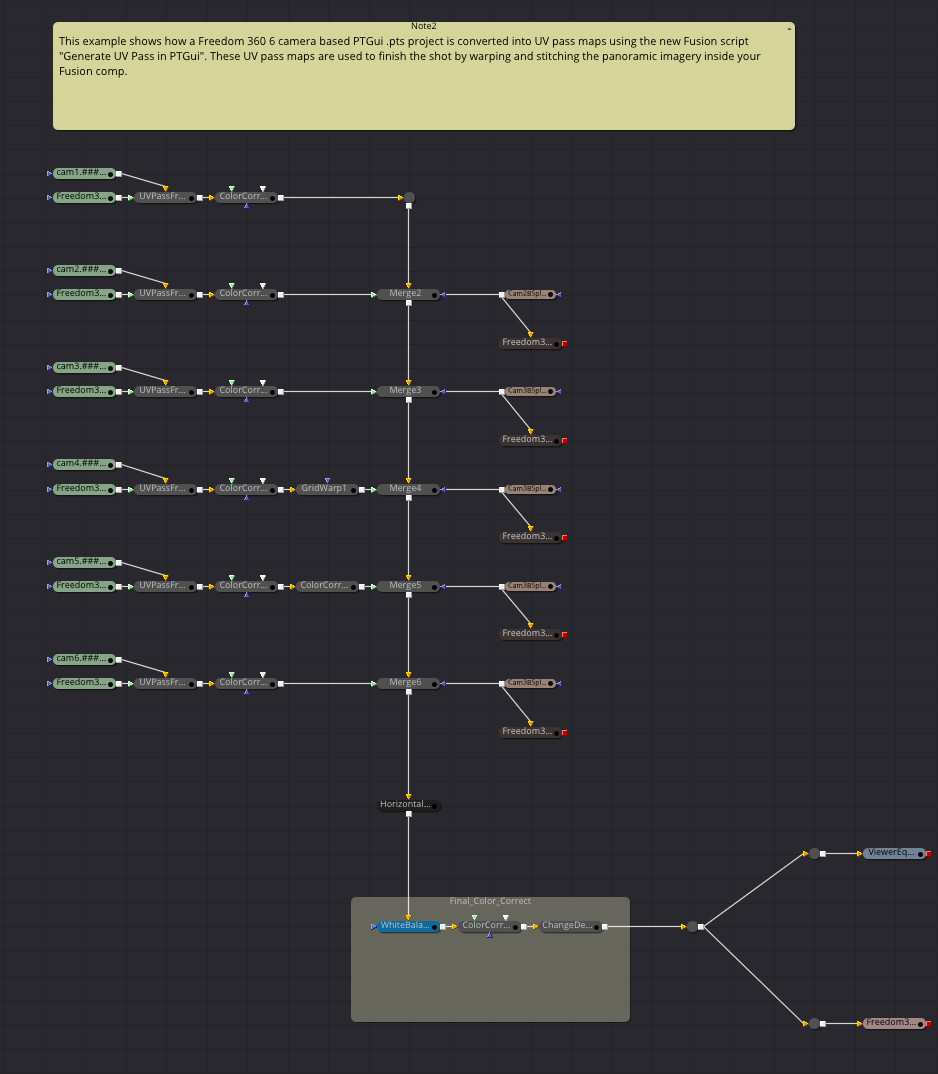 Note2
This example shows how a Freedom 360 6 camera based PTGui .pts project is converted into UV pass maps using the new Fusion script
"Generate UV Pass in PTGui". These UV pass maps are used to finish the shot by warping and stitching the panoramic imagery inside your
Fusion comp.
cam1.###...
Freedom3... UVPassFr... ColorCorr...
cam2.###...
Freedom3... UVPassFr... ColorCorr... Merge2 Cam2BSpl...
Freedom3...
cam3.###...
Freedom3... UVPassFr... ColorCorr... Merge3 Cam3BSpl...
Freedom3...
cam4.###...
Freedom3... UVPassFr... ColorCorr... GridWarp1 Merge4 Cam3BSpl...
Freedom3...
cam5.###...
Freedom3... UVPassFr... ColorCorr... ColorCorr... Merge5 Cam3BSpl...
Freedom3...
cam6.###...
Freedom3... UVPassFr... ColorCorr... Merge6 Cam3BSpl...
Freedom3...
Horizontal...
ViewerEq...
Final_Color_Correct
WhiteBala... ColorCorr... ChangeDe...
Freedom3...